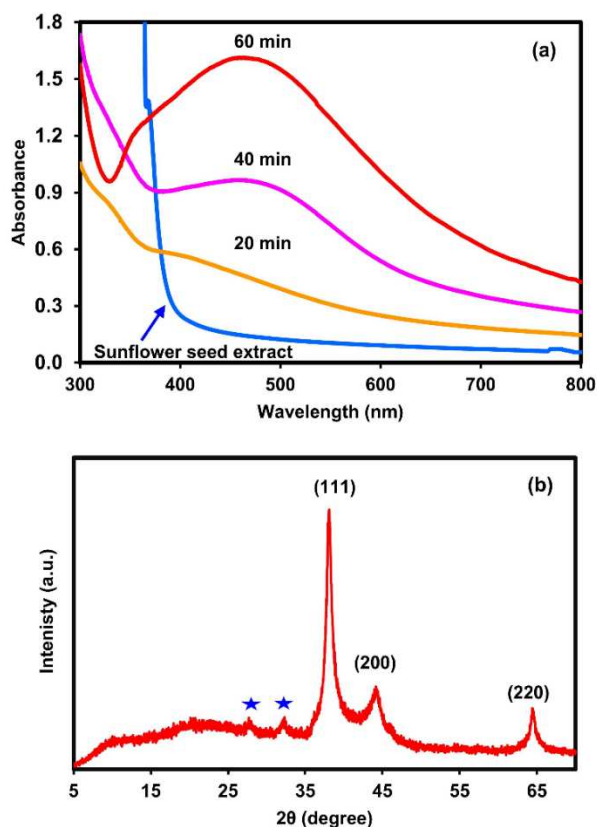 (a)
60 min
40 min
20 min
Sunflower seed extract
Absorbance
1.8
1.5
1.2
0.9
0.6
0.3
0.0
300 400 500 600 700 800
Wavelength (nm)
(b)
(111)
(200)
(220)
Intenisty (a.u.)
5 15 25 35 45 55 65
2θ (degree)